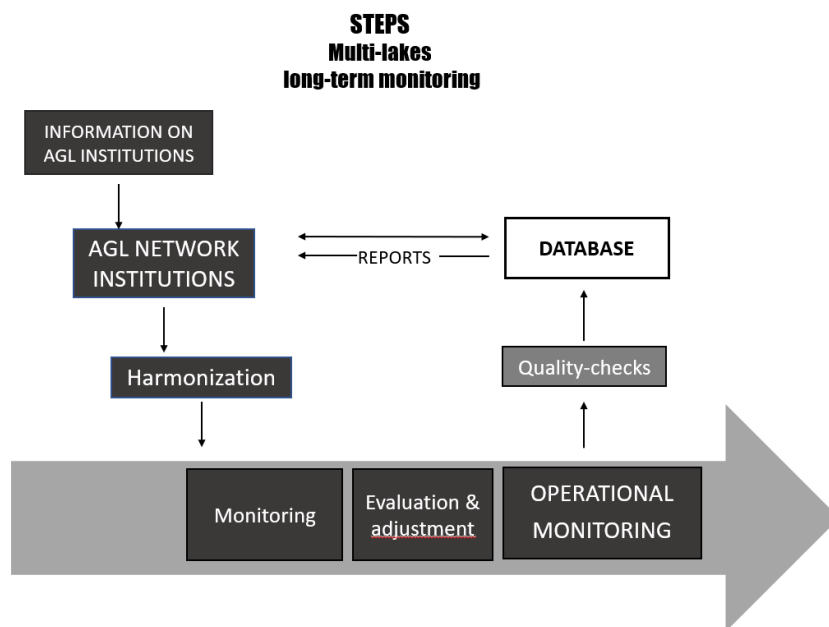 STEPS
Multi-lakes
long-term monitoring
INFORMATION ON
AGL INSTITUTIONS
AGL NETWORK
INSTITUTIONS
REPORTS
DATABASE
Harmonization
Quality-checks
Monitoring
Evaluation &
adjustment
OPERATIONAL
MONITORING